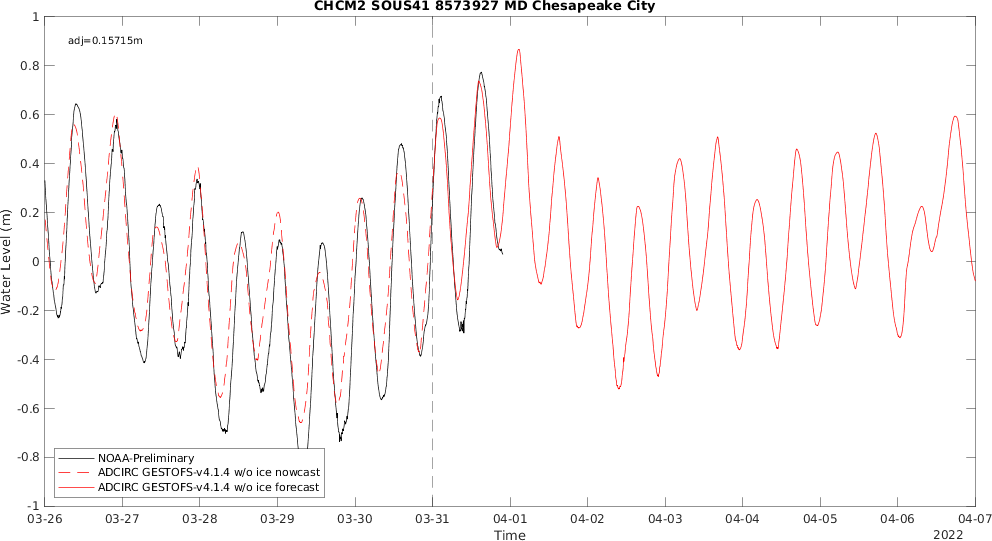 CHCM2 SOUS41 8573927 MD Chesapeake City
adj=0.15715m
1
0.8
0.6
0.4
0.2
0
-0.2
-0.4
-0.6
-0.8
-1
Water Level (m)
NOAA-Preliminary
ADCIRC GESTOFS-v4.1.4 w/o ice nowcast
ADCIRC GESTOFS-v4.1.4 w/o ice forecast
03-26 03-27 03-28 03-29 03-30 03-31 04-01 04-02 04-03 04-04 04-05 04-06 04-07
Time
2022